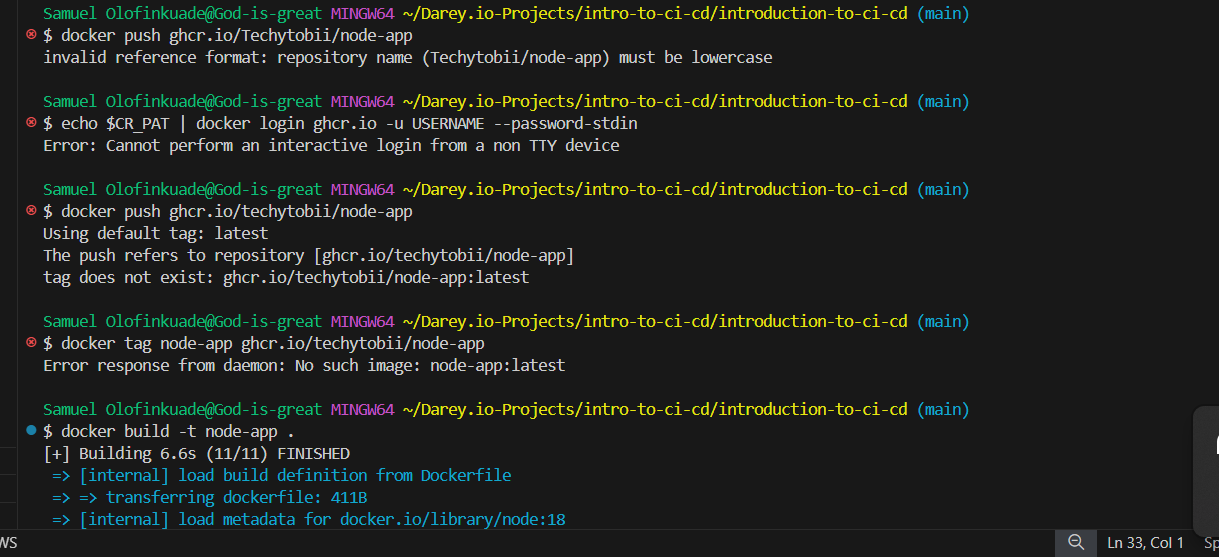 Samuel Olofinkuade@God-is-great MINGW64 ~/Darey.io-Projects/intro-to-ci-cd/introduction-to-ci-cd (main)
$ docker push ghcr.io/Techytobii/node-app
invalid reference format: repository name (Techytobii/node-app) must be lowercase
Samuel Olofinkuade@God-is-great MINGW64 ~/Darey.io-Projects/intro-to-ci-cd/introduction-to-ci-cd (main)
$ echo $CR_PAT | docker login ghcr.io -u USERNAME --password-stdin
Error: Cannot perform an interactive login from a non TTY device
Samuel Olofinkuade@God-is-great MINGW64 ~/Darey.io-Projects/intro-to-ci-cd/introduction-to-ci-cd (main)
$ docker push ghcr.io/techytobii/node-app
Using default tag: latest
The push refers to repository [ghcr.io/techytobii/node-app]
tag does not exist: ghcr.io/techytobii/node-app:latest
Samuel Olofinkuade@God-is-great MINGW64 ~/Darey.io-Projects/intro-to-ci-cd/introduction-to-ci-cd (main)
$ docker tag node-app ghcr.io/techytobii/node-app
Error response from daemon: No such image: node-app:latest
Samuel Olofinkuade@God-is-great MINGW64 ~/Darey.io-Projects/intro-to-ci-cd/introduction-to-ci-cd (main)
$ docker build -t node-app .
[+] Building 6.6s (11/11) FINISHED
=> [internal] load build definition from Dockerfile
=> => transferring dockerfile: 411B
=> [internal] load metadata for docker.io/library/node:18
WS Ln 33, Col 1 Sp